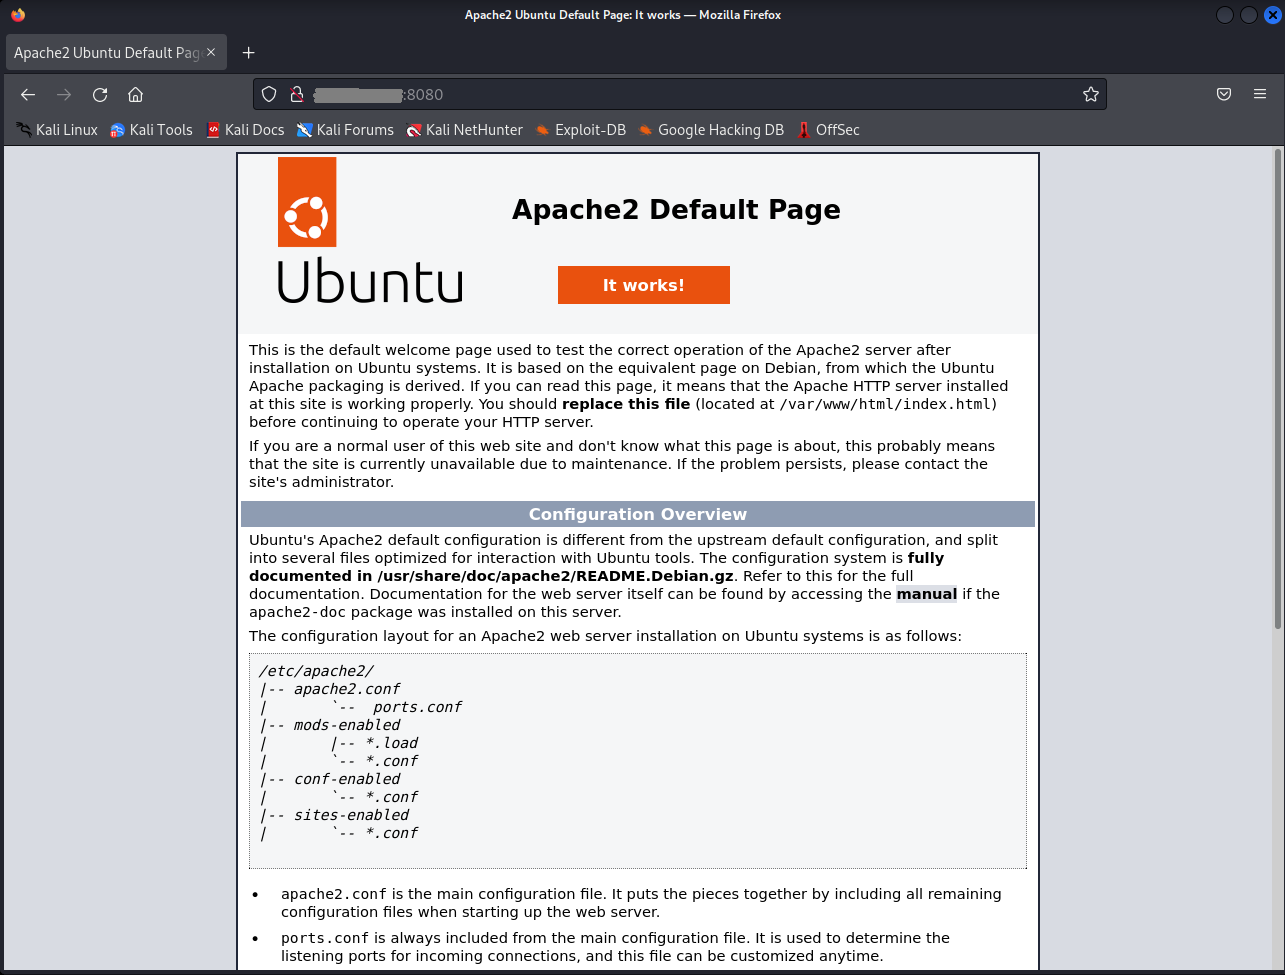 Apache2 Ubuntu Default Page: It works — Mozilla Firefox
Apache2 Ubuntu Default Pag
:8080
Kali Linux Kali Tools Kali Docs Kali Forums Kali NetHunter Exploit-DB Google Hacking DB OffSec
Ubuntu
Apache2 Default Page
It works!
This is the default welcome page used to test the correct operation of the Apache2 server after
installation on Ubuntu systems. It is based on the equivalent page on Debian, from which the Ubuntu
Apache packaging is derived. If you can read this page, it means that the Apache HTTP server installed
at this site is working properly. You should replace this file (located at /var/www/html/index.html)
before continuing to operate your HTTP server.
If you are a normal user of this web site and don't know what this page is about, this probably means
that the site is currently unavailable due to maintenance. If the problem persists, please contact the
site's administrator.
Configuration Overview
Ubuntu's Apache2 default configuration is different from the upstream default configuration, and split
into several files optimized for interaction with Ubuntu tools. The configuration system is fully
documented in /usr/share/doc/apache2/README.Debian.gz. Refer to this for the full
documentation. Documentation for the web server itself can be found by accessing the manual if the
apache2-doc package was installed on this server.
The configuration layout for an Apache2 web server installation on Ubuntu systems is as follows:
/etc/apache2/
|-- apache2.conf
|       `--  ports.conf
|-- mods-enabled
|       |-- *.load
|       `-- *.conf
|-- conf-enabled
|       `-- *.conf
|-- sites-enabled
|       `-- *.conf
• apache2.conf is the main configuration file. It puts the pieces together by including all remaining
configuration files when starting up the web server.
• ports.conf is always included from the main configuration file. It is used to determine the
listening ports for incoming connections, and this file can be customized anytime.